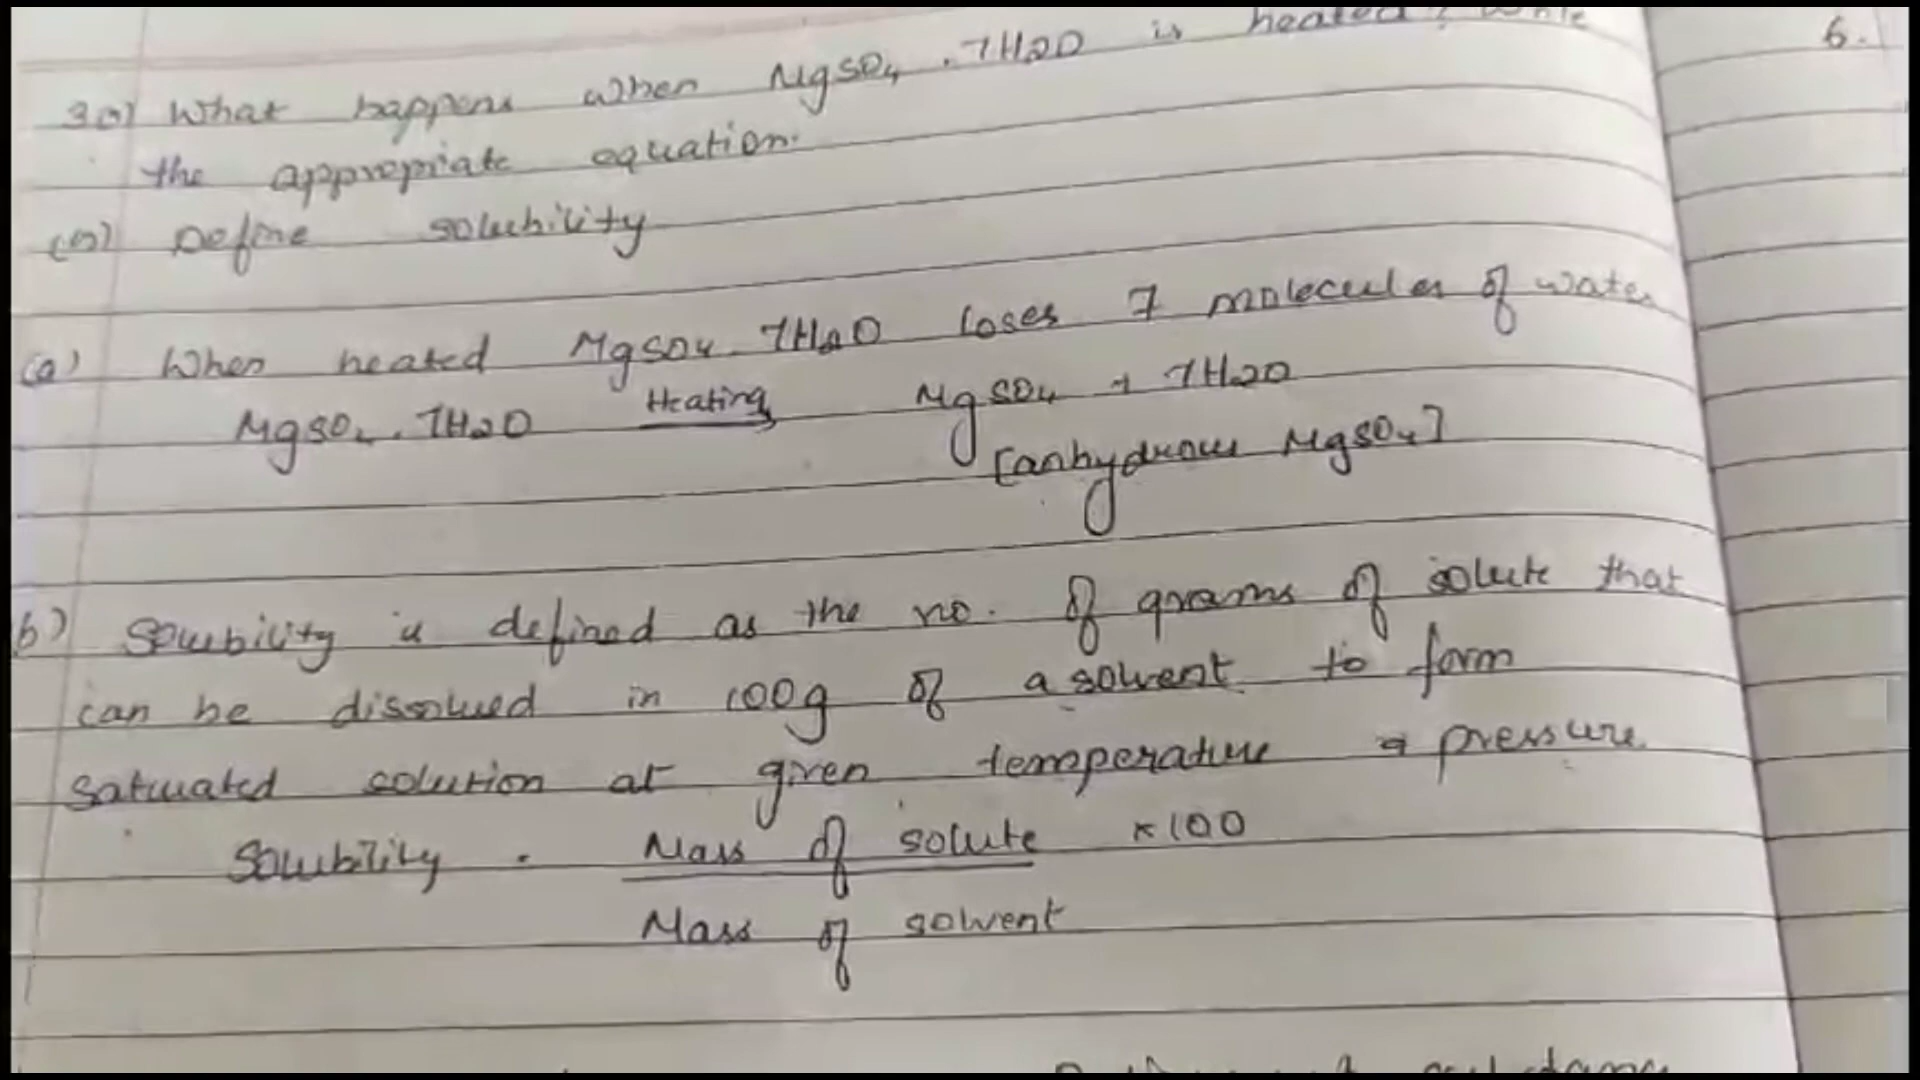 3a) What happens when MgSO4 . 7H2O is heated? While
the appropriate equation.
(b) Define solubility
(a) When heated MgSO4 . 7H2O loses 7 molecules of water
MgSO4 . 7H2O Heating MgSO4 + 7H2O
[anhydrous MgSO4]
b) Solubility is defined as the no. of grams of solute that
can be dissolved in 100g of a solvent to form
saturated solution at given temperature & pressure
Solubility = Mass of solute × 100
Mass of solvent
6.